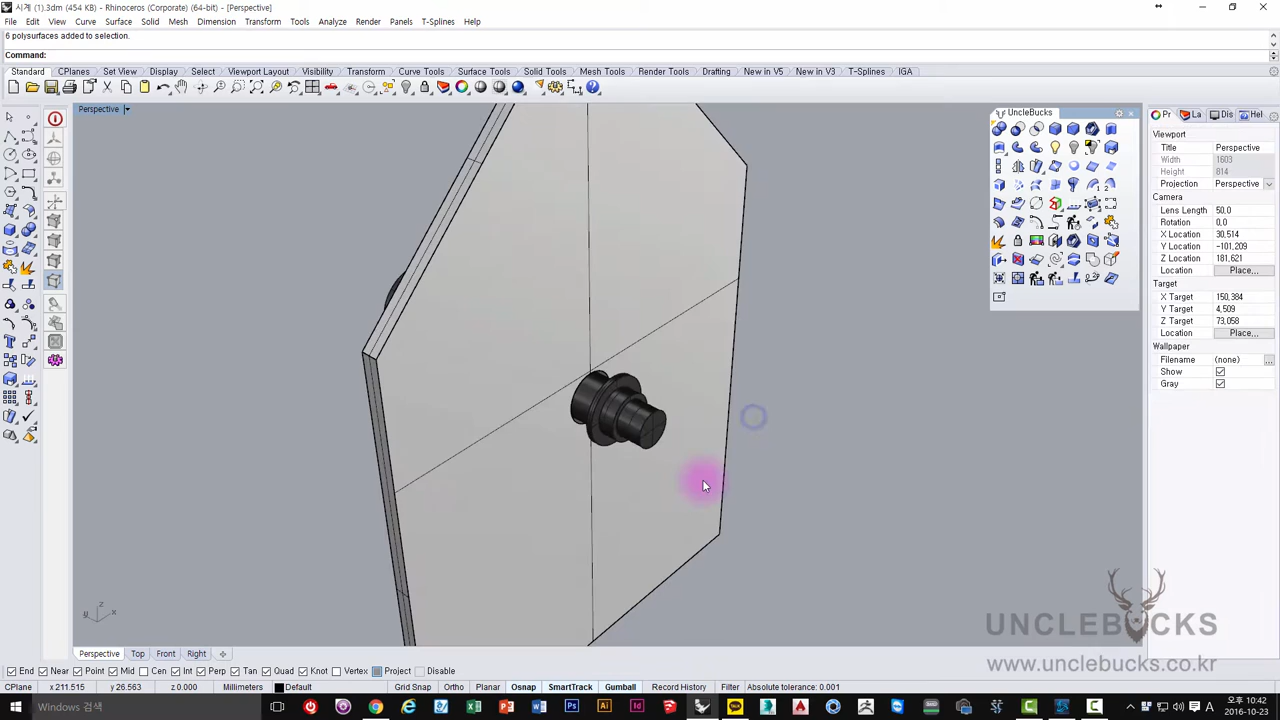 시계 (1).3dm (454 KB) - Rhinoceros (Corporate) (64-bit) - [Perspective]
File Edit View Curve Surface Solid Mesh Dimension Transform Tools Analyze Render Panels T-Splines Help
6 polysurfaces added to selection.
Command:
Standard CPlanes Set View Display Select Viewport Layout Visibility Transform Curve Tools Surface Tools Solid Tools Mesh Tools Render Tools Drafting New in V5 New in V3 T-Splines IGA
Perspective
UncleBucks
Pr La Dis Hel
Viewport
Title Perspective
Width 1603
Height 814
Projection Perspective
Camera
Lens Length 50,0
Rotation 0,0
X Location 30,514
Y Location -101,209
Z Location 181,621
Location Place,,,
Target
X Target 150,384
Y Target 4,509
Z Target 73,058
Location Place,,,
Wallpaper
Filename (none) ...
Show
Gray
z
y x
UNCLEBUCKS
www.unclebucks.co.kr
Perspective Top Front Right
End Near Point Mid Cen Int Perp Tan Quad Knot Vertex Project Disable
CPlane x 211.515 y 26.563 z 0.000 Millimeters Default Grid Snap Ortho Planar Osnap SmartTrack Gumball Record History Filter Absolute tolerance: 0.001
Windows 검색
A 오후 10:42
2016-10-23